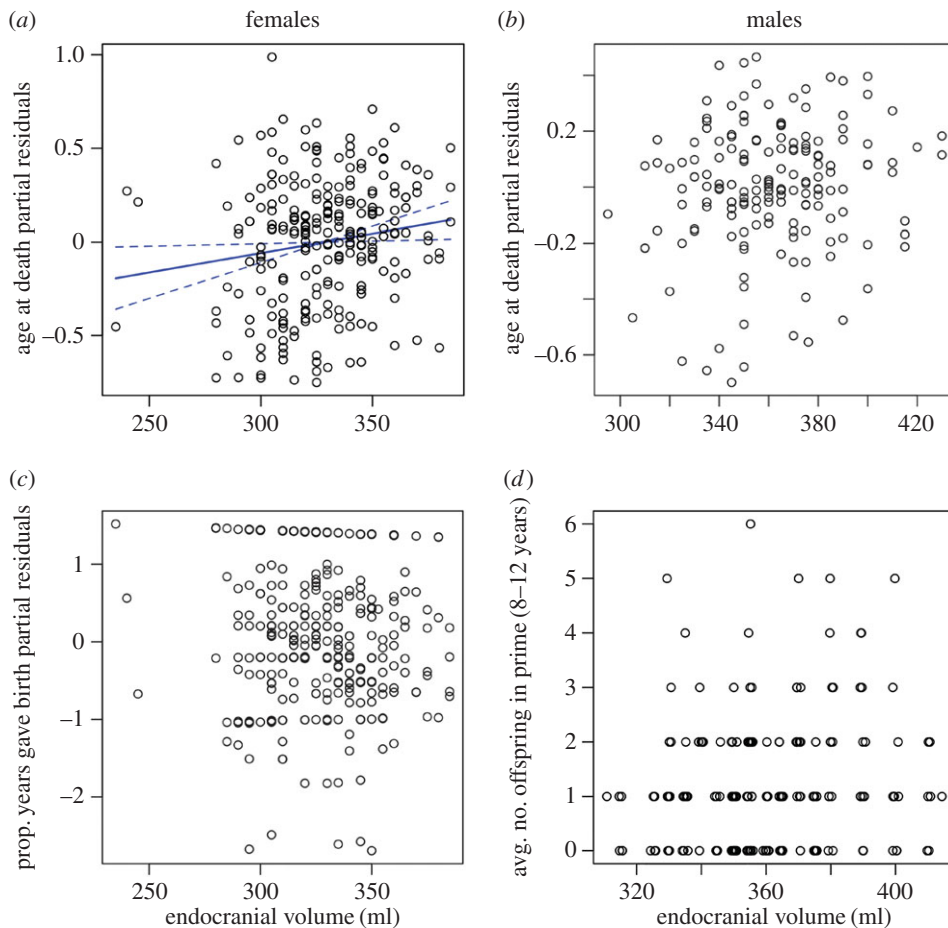 (a) females
(b) males
age at death partial residuals
1.0
0.5
0
−0.5
250 300 350
age at death partial residuals
0.2
−0.2
−0.6
300 340 380 420
(c)
prop. years gave birth partial residuals
1
0
−1
−2
250 300 350
endocranial volume (ml)
(d)
avg. no. offspring in prime (8–12 years)
6
5
4
3
2
1
0
320 360 400
endocranial volume (ml)